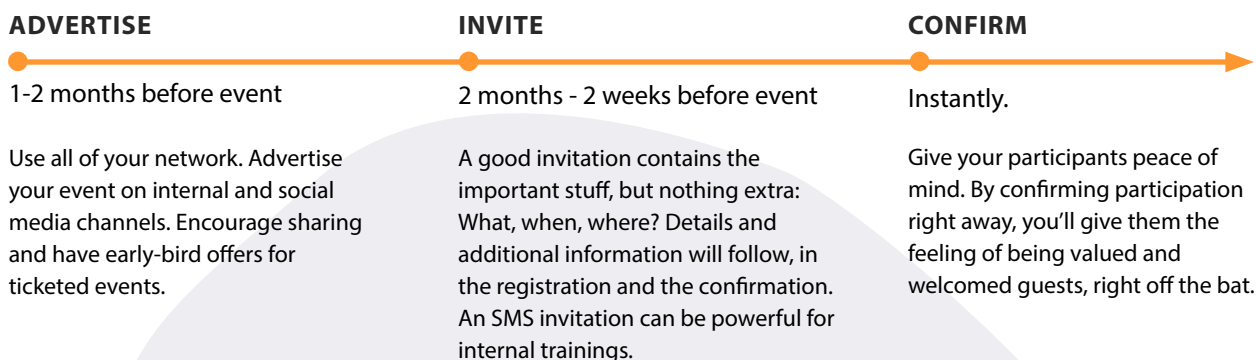 ADVERTISE
1-2 months before event
Use all of your network. Advertise
your event on internal and social
media channels. Encourage sharing
and have early-bird offers for
ticketed events.
INVITE
2 months - 2 weeks before event
A good invitation contains the
important stuff, but nothing extra:
What, when, where? Details and
additional information will follow, in
the registration and the confirmation.
An SMS invitation can be powerful for
internal trainings.
CONFIRM
Instantly.
Give your participants peace of
mind. By confirming participation
right away, you’ll give them the
feeling of being valued and
welcomed guests, right off the bat.